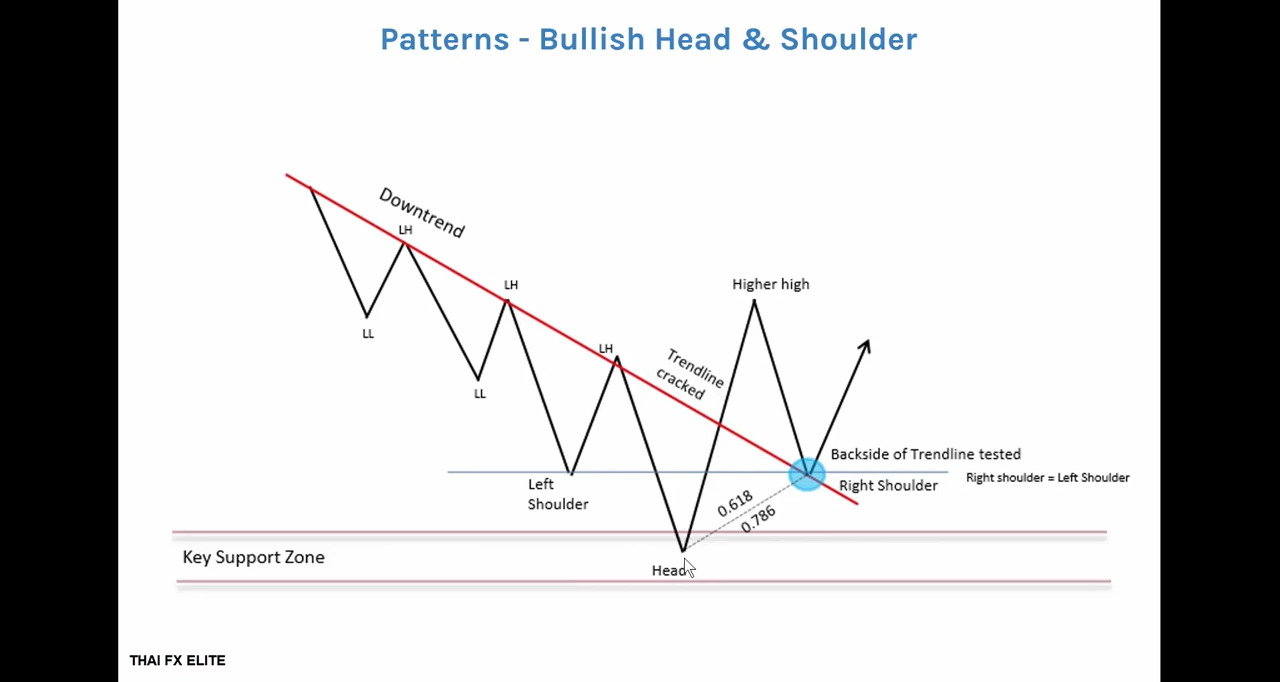 Patterns - Bullish Head & Shoulder
Downtrend
LH
LH
Higher high
LL
LH
Trendline
cracked
LL
Backside of Trendline tested
Left
Shoulder
Right Shoulder
Right shoulder = Left Shoulder
0.618
0.786
Key Support Zone
Head
THAI FX ELITE